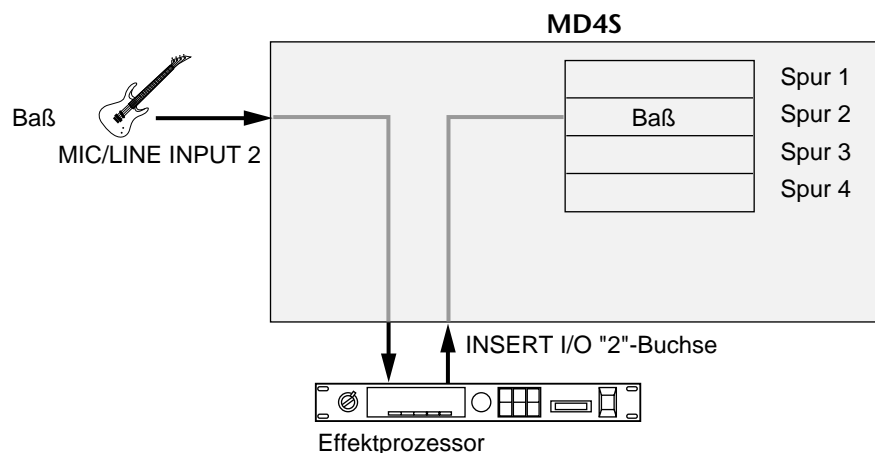 MD4S
Spur 1
Baß
Baß
Spur 2
MIC/LINE INPUT 2
Spur 3
Spur 4
INSERT I/O "2"-Buchse
Effektprozessor